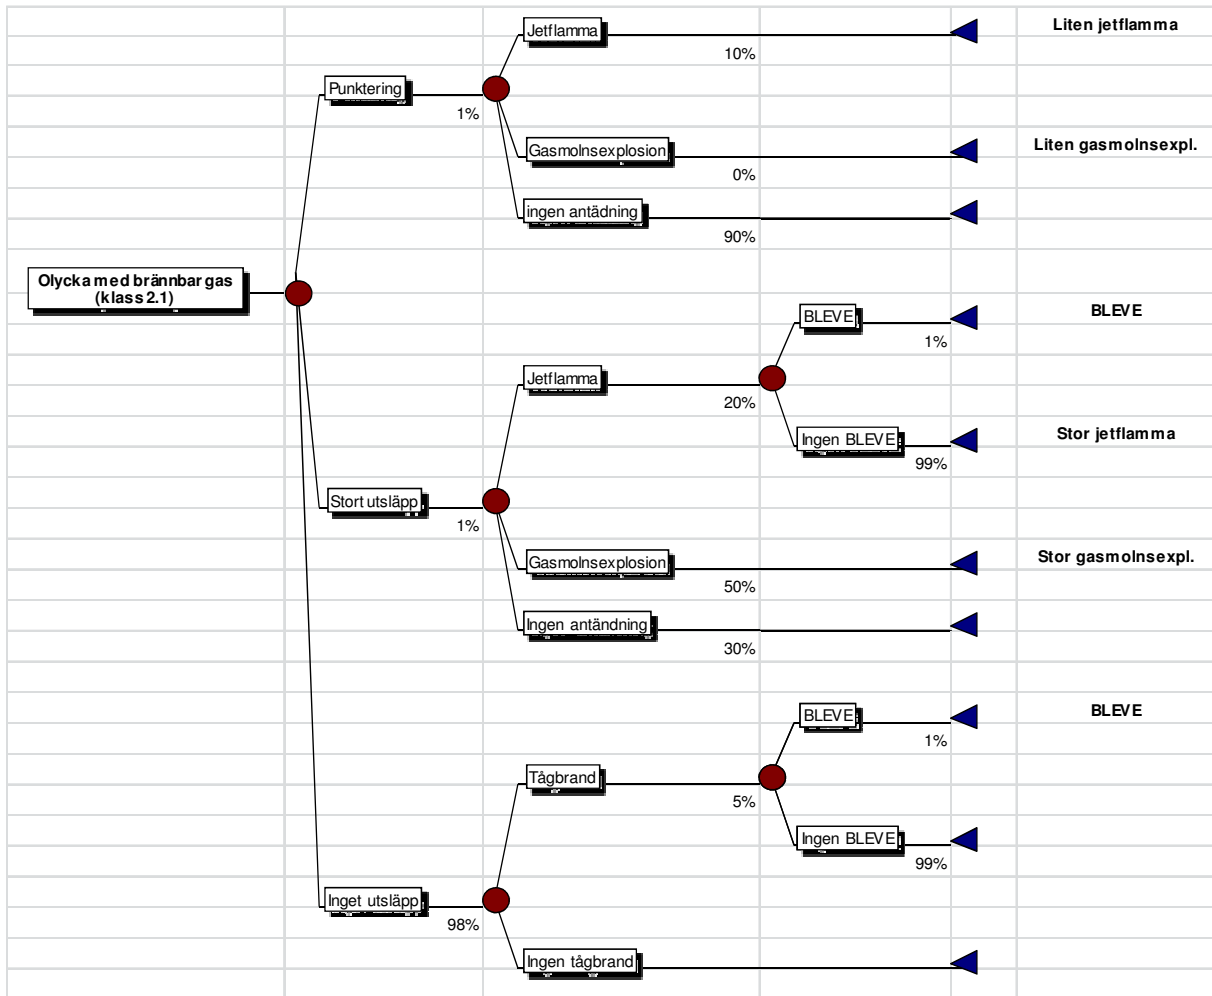 Jetflamma
Liten jetflamma
10%
Punktering
1%
Gasmolnsexplosion
Liten gasmolnsexpl.
0%
ingen antädning
90%
Olycka med brännbar gas
(klass 2.1)
BLEVE
BLEVE
1%
Jetflamma
20%
Ingen BLEVE
Stor jetflamma
99%
Stort utsläpp
1%
Gasmolnsexplosion
Stor gasmolnsexpl.
50%
Ingen antändning
30%
BLEVE
BLEVE
1%
Tågbrand
5%
Ingen BLEVE
99%
Inget utsläpp
98%
Ingen tågbrand